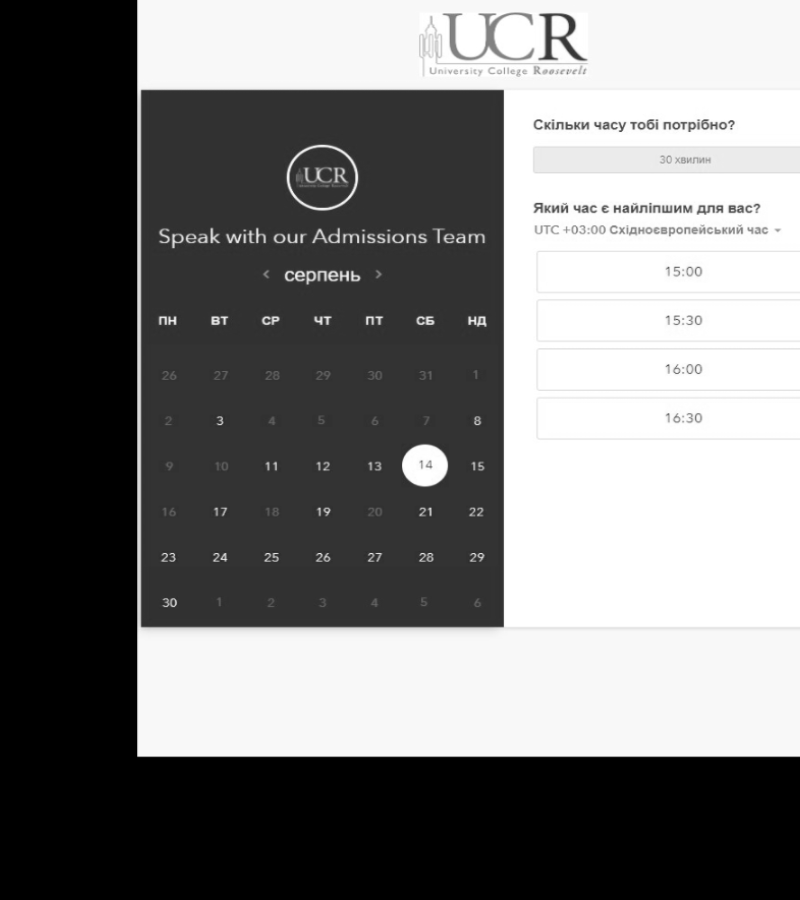 UCR
University College Roosevelt
UCR
Speak with our Admissions Team
< серпень >
ПН ВТ СР ЧТ ПТ СБ НД
26 27 28 29 30 31 1
2 3 4 5 6 7 8
9 10 11 12 13 14 15
16 17 18 19 20 21 22
23 24 25 26 27 28 29
30 1 2 3 4 5 6
Скільки часу тобі потрібно?
30 хвилин
Який час є найліпшим для вас?
UTC +03:00 Східноєвропейський час
15:00
15:30
16:00
16:30